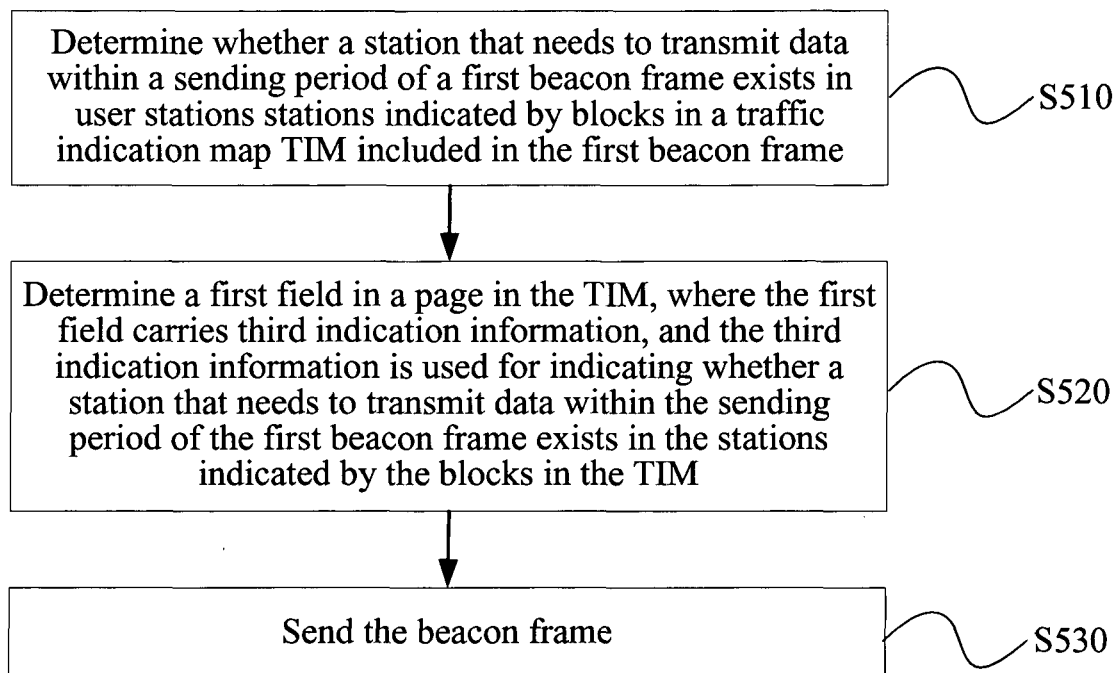 Determine whether a station that needs to transmit data
within a sending period of a first beacon frame exists in
user stations stations indicated by blocks in a traffic
indication map TIM included in the first beacon frame
S510
Determine a first field in a page in the TIM, where the first
field carries third indication information, and the third
indication information is used for indicating whether a
station that needs to transmit data within the sending
period of the first beacon frame exists in the stations
indicated by the blocks in the TIM
S520
Send the beacon frame
S530